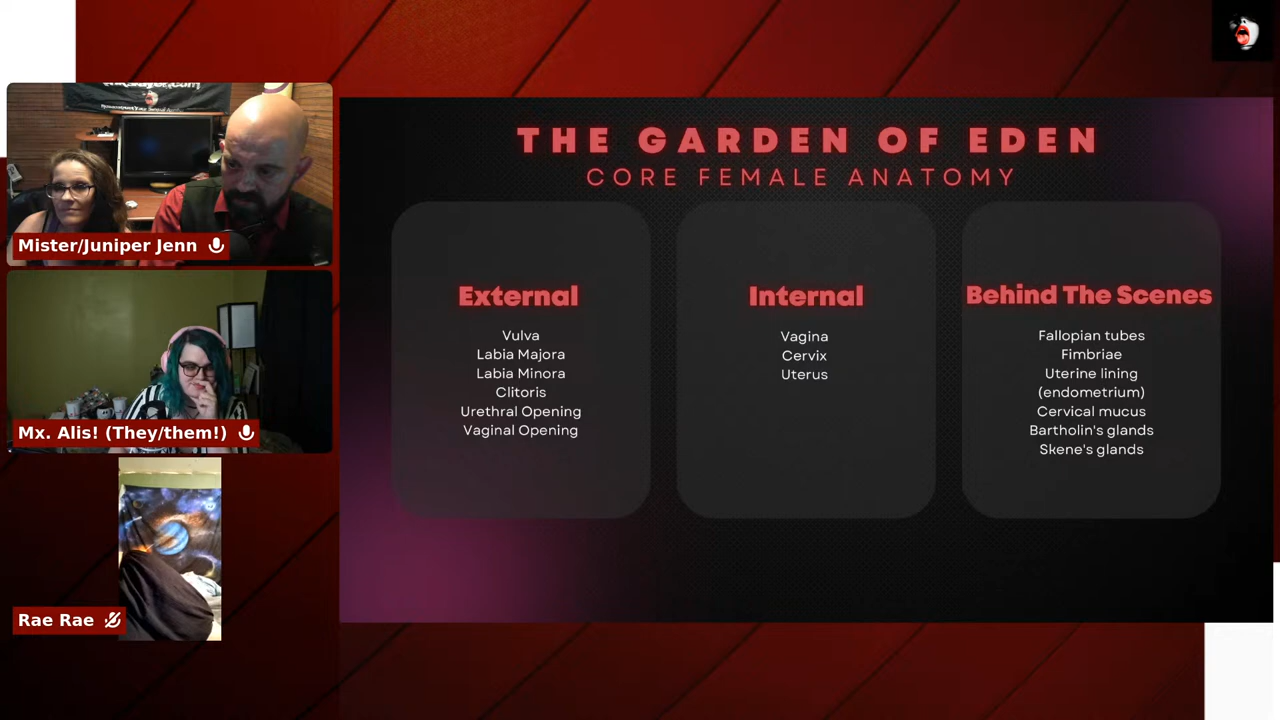 Mister/Juniper Jenn
Mx. Alis! (They/them!)
Rae Rae
THE GARDEN OF EDEN
CORE FEMALE ANATOMY
External
Vulva
Labia Majora
Labia Minora
Clitoris
Urethral Opening
Vaginal Opening
Internal
Vagina
Cervix
Uterus
Behind The Scenes
Fallopian tubes
Fimbriae
Uterine lining
(endometrium)
Cervical mucus
Bartholin's glands
Skene's glands